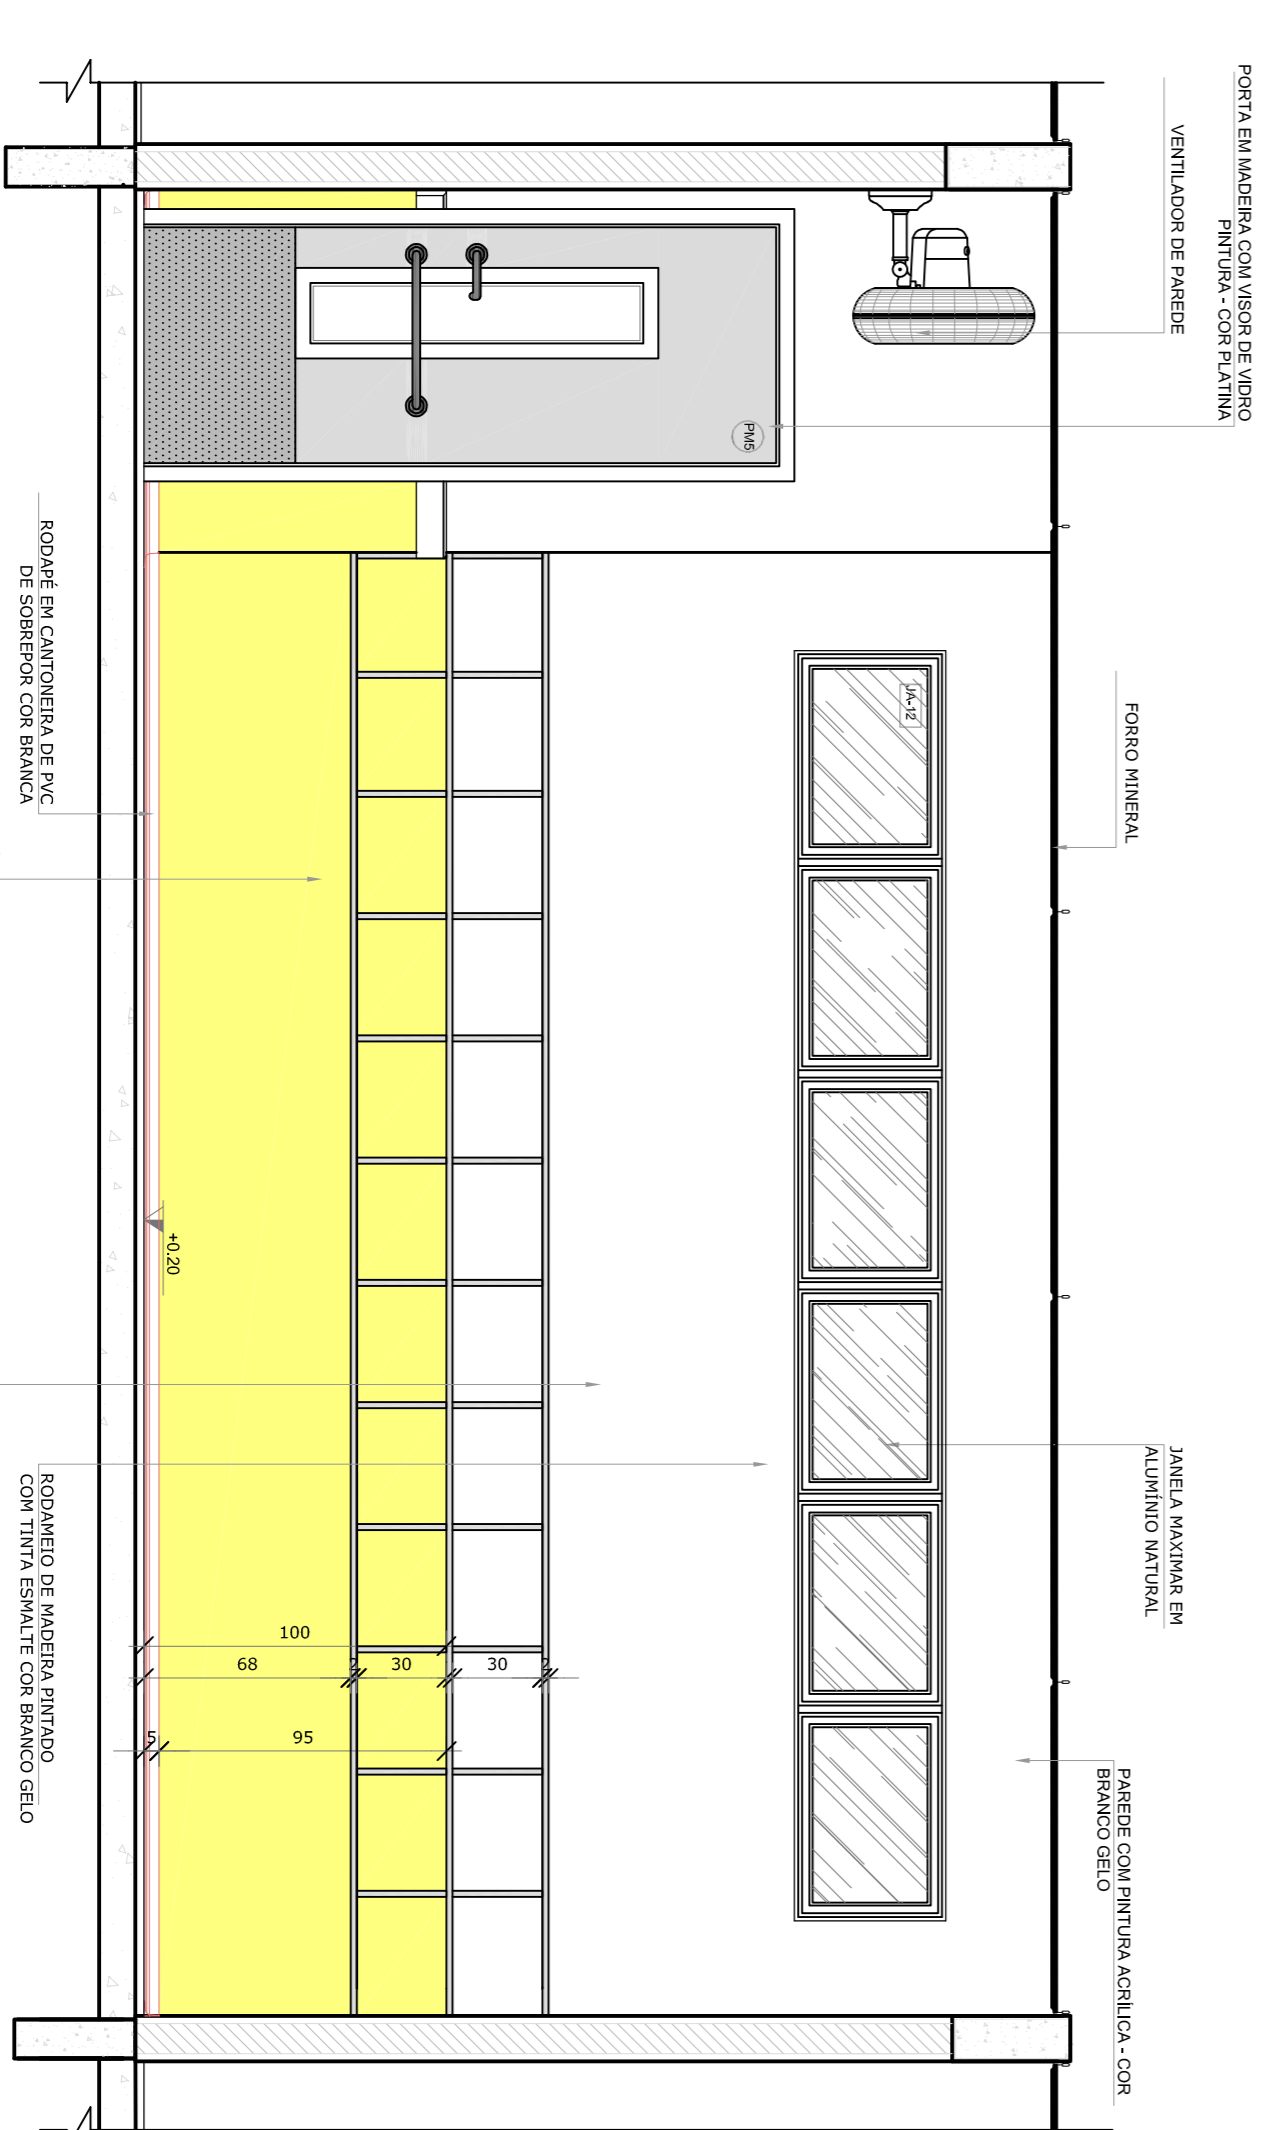 PORTA EM MADEIRA COM VISOR DE VIDRO
PINTURA - COR PLATINA
VENTILADOR DE PAREDE
FORRO MINERAL
JANELA MAXIMAR EM
ALUMÍNIO NATURAL
PAREDE COM PINTURA ACRÍLICA - COR
BRANCO GELO
JA-12
PM5
2
30
30
2
68
100
95
5
+0.20
RODAPÉ EM CANTONEIRA DE PVC
DE SOBREPOR COR BRANCA
RODAMEIO DE MADEIRA PINTADO
COM TINTA ESMALTE COR BRANCO GELO